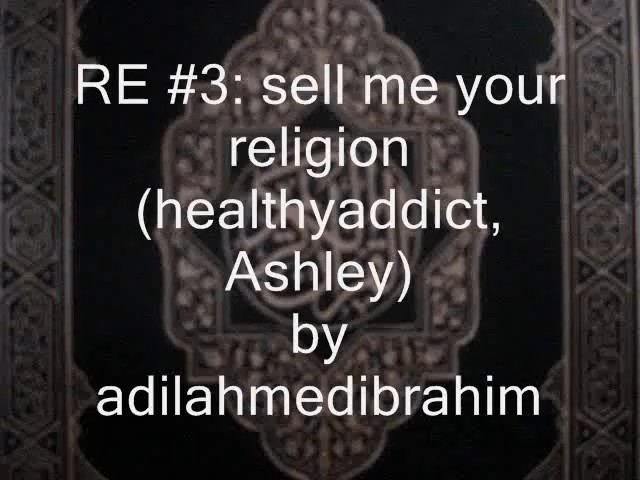 RE #3: sell me your
religion
(healthyaddict,
Ashley)
by
adilahmedibrahim